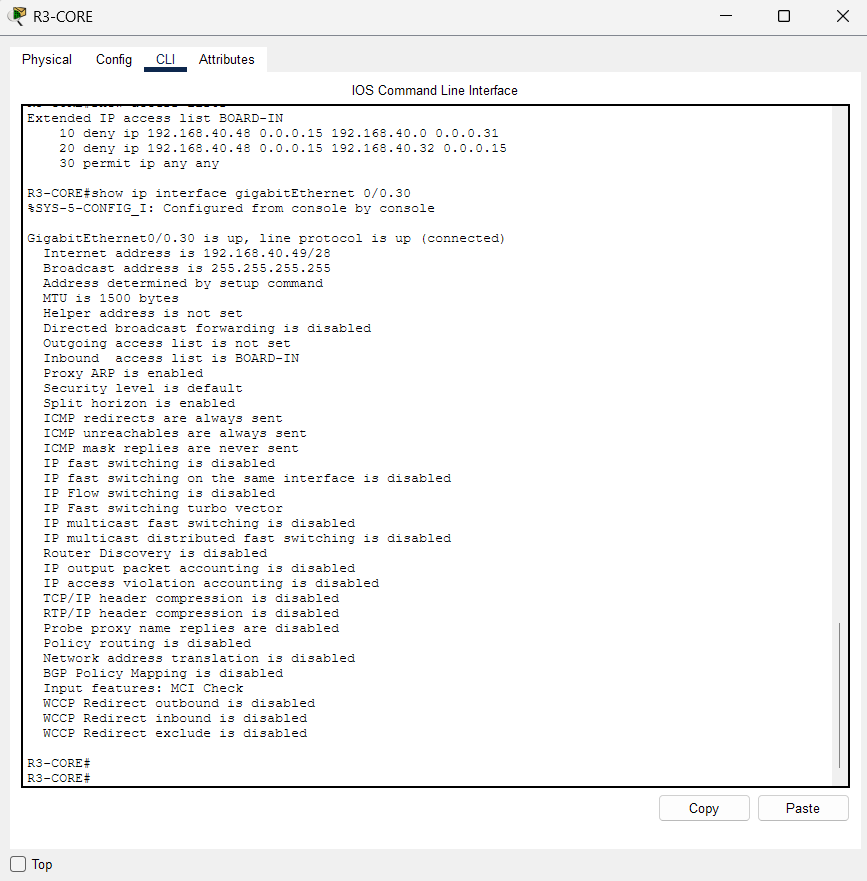 R3-CORE
Physical Config CLI Attributes
IOS Command Line Interface
Extended IP access list BOARD-IN
    10 deny ip 192.168.40.48 0.0.0.15 192.168.40.0 0.0.0.31
    20 deny ip 192.168.40.48 0.0.0.15 192.168.40.32 0.0.0.15
    30 permit ip any any
R3-CORE#show ip interface gigabitEthernet 0/0.30
%SYS-5-CONFIG_I: Configured from console by console
GigabitEthernet0/0.30 is up, line protocol is up (connected)
  Internet address is 192.168.40.49/28
  Broadcast address is 255.255.255.255
  Address determined by setup command
  MTU is 1500 bytes
  Helper address is not set
  Directed broadcast forwarding is disabled
  Outgoing access list is not set
  Inbound  access list is BOARD-IN
  Proxy ARP is enabled
  Security level is default
  Split horizon is enabled
  ICMP redirects are always sent
  ICMP unreachables are always sent
  ICMP mask replies are never sent
  IP fast switching is disabled
  IP fast switching on the same interface is disabled
  IP Flow switching is disabled
  IP Fast switching turbo vector
  IP multicast fast switching is disabled
  IP multicast distributed fast switching is disabled
  Router Discovery is disabled
  IP output packet accounting is disabled
  IP access violation accounting is disabled
  TCP/IP header compression is disabled
  RTP/IP header compression is disabled
  Probe proxy name replies are disabled
  Policy routing is disabled
  Network address translation is disabled
  BGP Policy Mapping is disabled
  Input features: MCI Check
  WCCP Redirect outbound is disabled
  WCCP Redirect inbound is disabled
  WCCP Redirect exclude is disabled
R3-CORE#
R3-CORE#
Copy Paste
Top